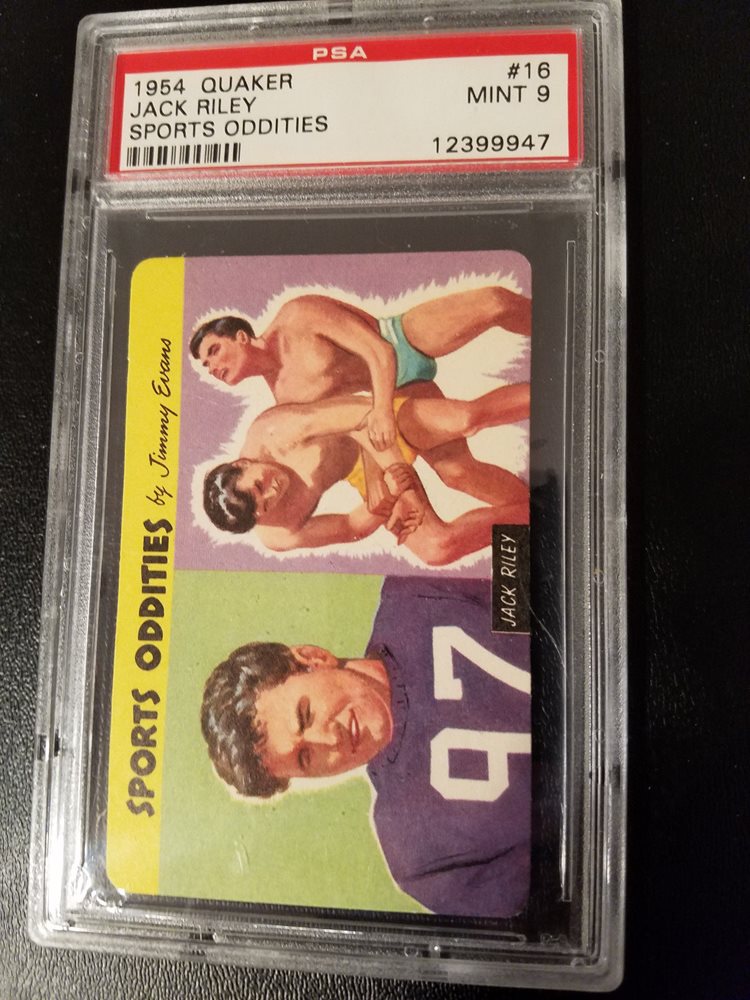 PSA
1954 QUAKER #16
JACK RILEY MINT 9
SPORTS ODDITIES
12399947
SPORTS ODDITIES by Jimmy Evans
97
JACK RILEY